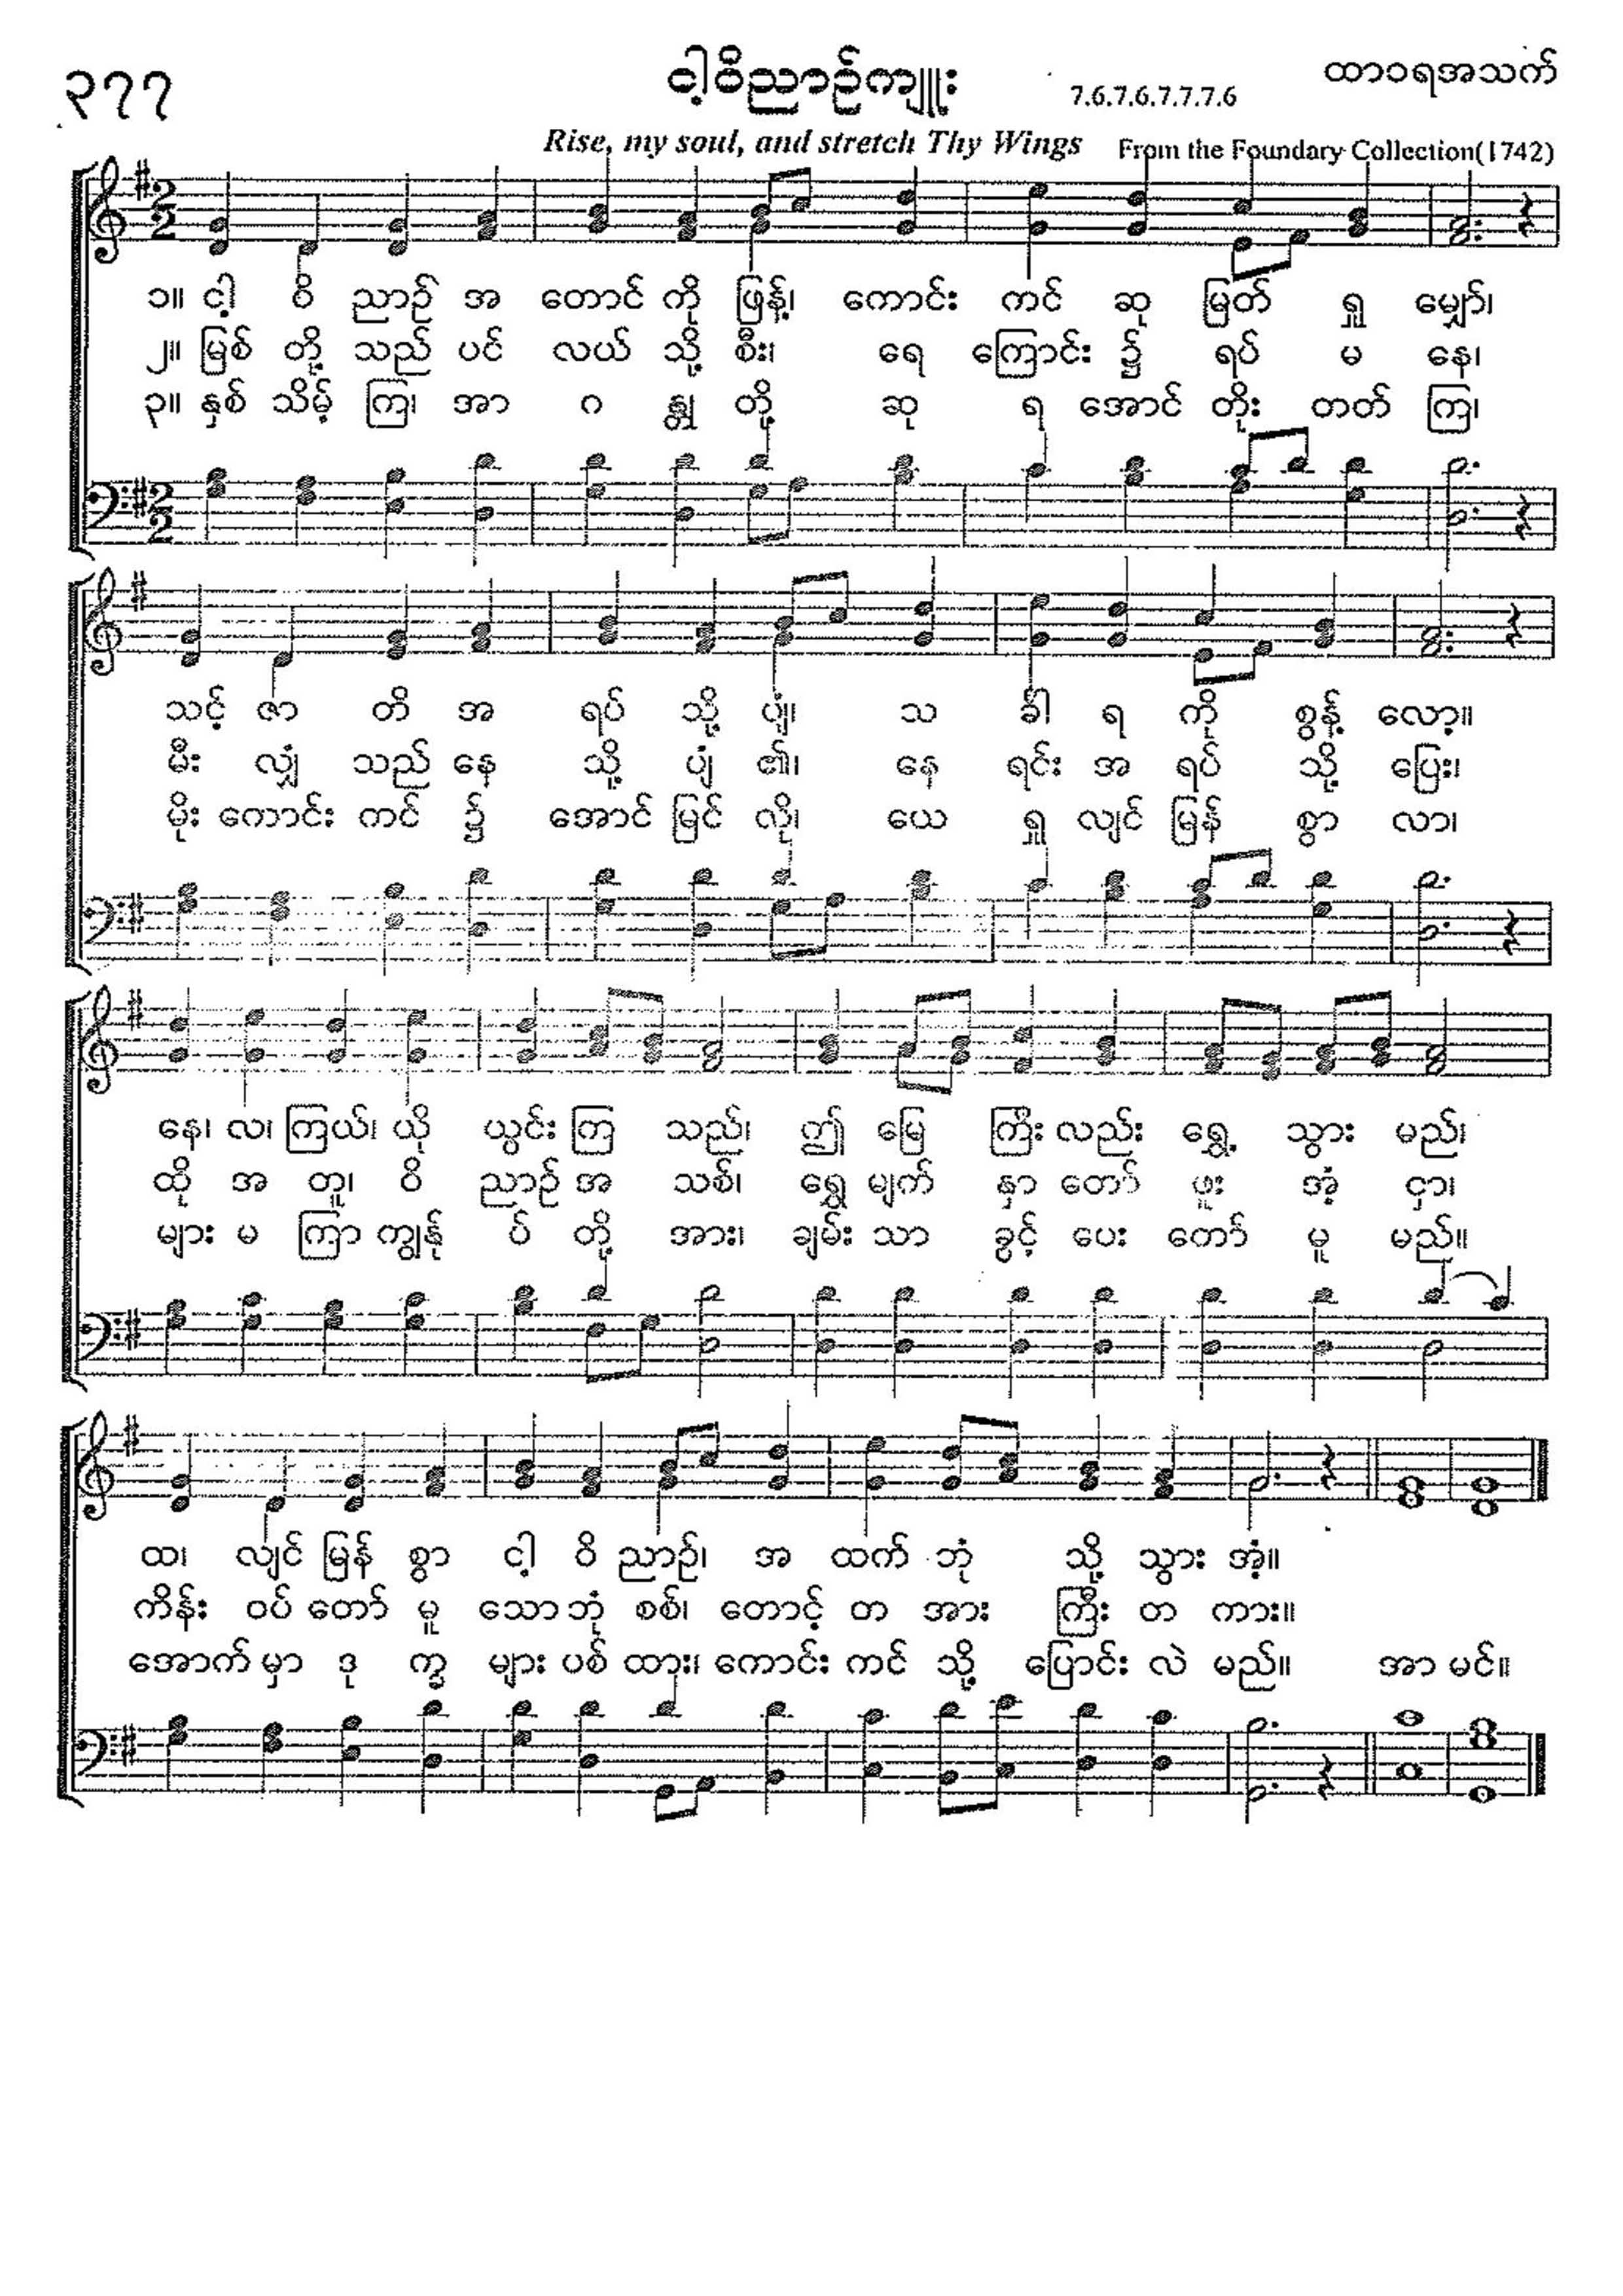 ၃၇၇
ငါ့ဝိညာဉ်ကျူး
7.6.7.6.7.7.7.6
ထာဝရအသက်
Rise, my soul, and stretch Thy Wings
From the Foundary Collection(1742)
၁။ ငါ့ ဝိ ညာဉ် အ တောင် ကို ဖြန့်၊ ကောင်း ကင် ဆု မြတ် ရှု မျှော်၊
၂။ မြစ် တို့ သည် ပင် လယ် သို့ စီး၊ ရေ ကြောင်း ၌ ရပ် မ နေ၊
၃။ နှစ် သိမ့် ကြ၊ အာ ဂ န္တု တို့ ဆု ရ အောင် တိုး တတ် ကြ၊
သင့် ဇာ တိ အ ရပ် သို့ ပျံ၊ သ ခါ ရ ကို စွန့် လော့။
မီး လျှံ သည် နေ သို့ ပျံ ၏၊ နေ ရင်း အ ရပ် သို့ ပြေး၊
မိုး ကောင်း ကင် ၌ အောင် မြင် လို၊ ယေ ရှု လျင် မြန် စွာ လာ၊
နေ၊ လ၊ ကြယ်၊ ယို ယွင်း ကြ သည်၊ ဤ မြေ ကြီး လည်း ရွေ့ သွား မည်၊
ထို အ တူ၊ ဝိ ညာဉ် အ သစ်၊ ရွှေ မျက် နှာ တော် ဖူး အံ့ ငှာ၊
များ မ ကြာ ကျွန်ုပ် တို့ အား၊ ချမ်း သာ ခွင့် ပေး တော် မူ မည်။
ထ၊ လျင် မြန် စွာ ငါ့ ဝိ ညာဉ်၊ အ ထက် ဘုံ သို့ သွား အံ့။
ကိန်း ဝပ် တော် မူ သော ဘုံ စစ်၊ တောင့် တ အား ကြီး တ ကား။
အောက် မှာ ဒု က္ခ များ ပစ် ထား၊ ကောင်း ကင် သို့ ပြောင်း လဲ မည်။ အာ မင်။